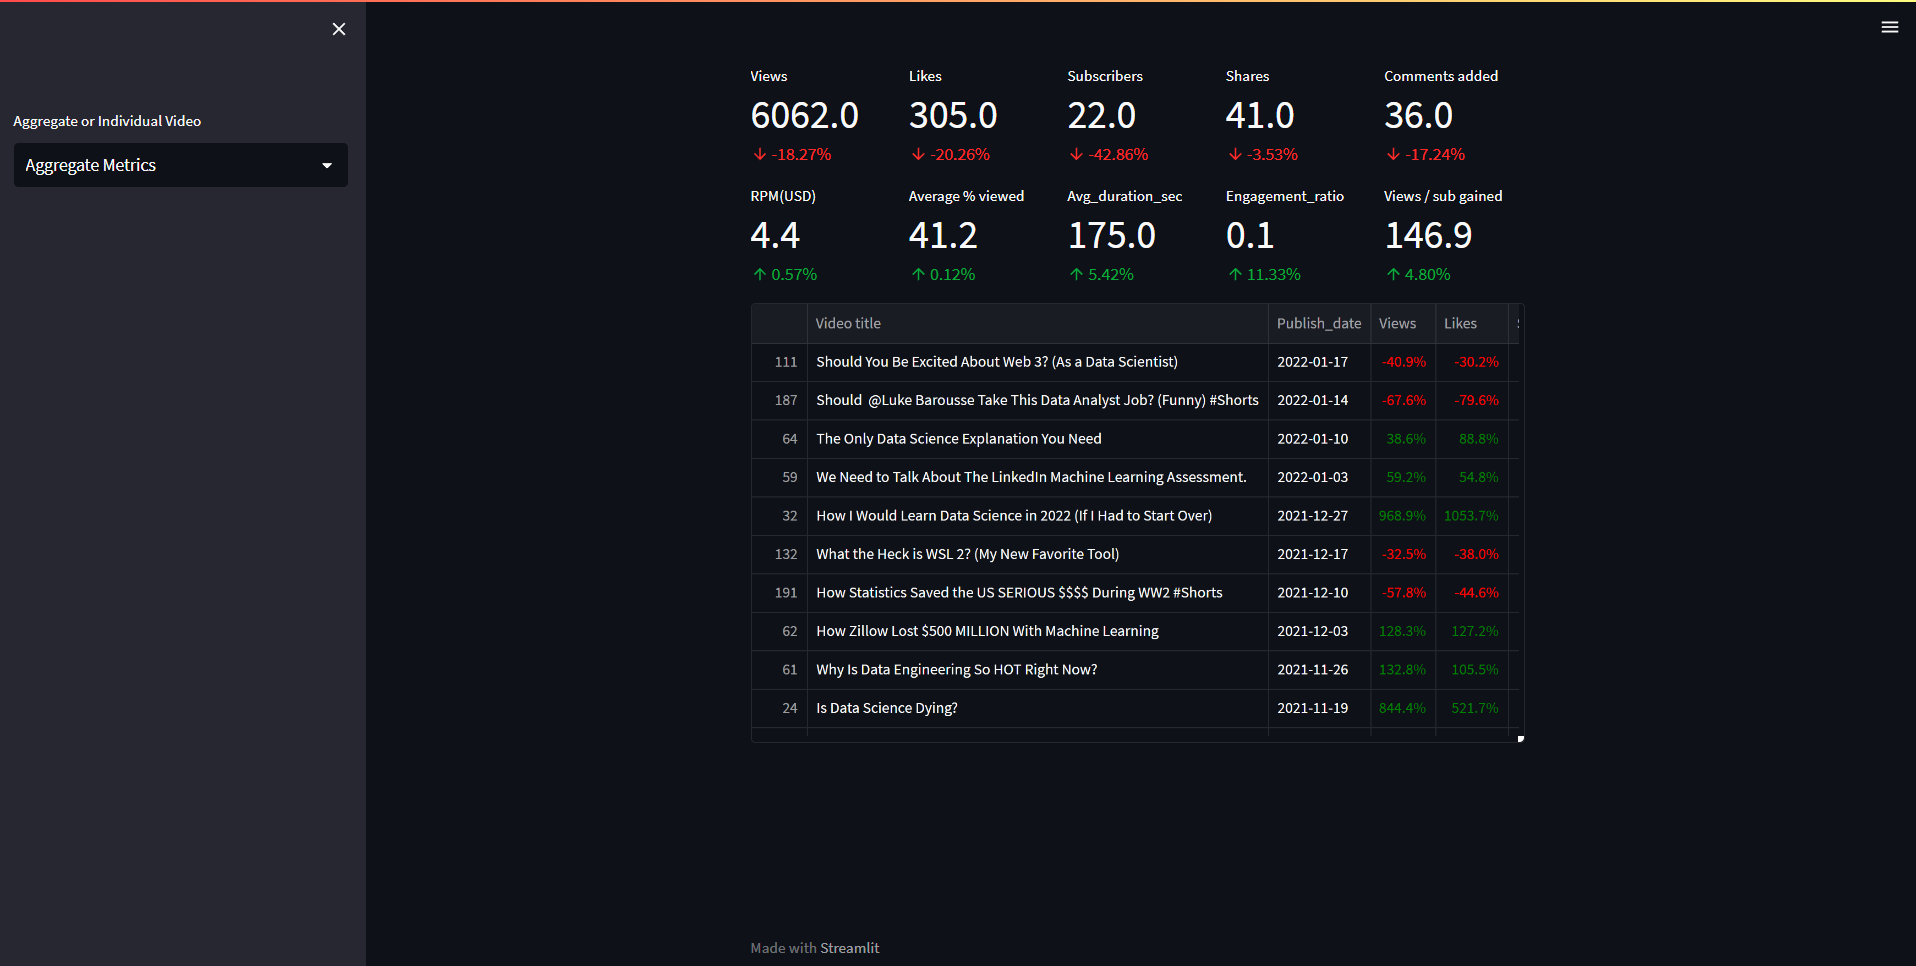 Aggregate or Individual Video
Aggregate Metrics
Views Likes Subscribers Shares Comments added
6062.0 305.0 22.0 41.0 36.0
-18.27% -20.26% -42.86% -3.53% -17.24%
RPM(USD) Average % viewed Avg_duration_sec Engagement_ratio Views / sub gained
4.4 41.2 175.0 0.1 146.9
0.57% 0.12% 5.42% 11.33% 4.80%
Video title Publish_date Views Likes
111 Should You Be Excited About Web 3? (As a Data Scientist) 2022-01-17 -40.9% -30.2%
187 Should  @Luke Barousse Take This Data Analyst Job? (Funny) #Shorts 2022-01-14 -67.6% -79.6%
64 The Only Data Science Explanation You Need 2022-01-10 38.6% 88.8%
59 We Need to Talk About The LinkedIn Machine Learning Assessment. 2022-01-03 59.2% 54.8%
32 How I Would Learn Data Science in 2022 (If I Had to Start Over) 2021-12-27 968.9% 1053.7%
132 What the Heck is WSL 2? (My New Favorite Tool) 2021-12-17 -32.5% -38.0%
191 How Statistics Saved the US SERIOUS $$$$ During WW2 #Shorts 2021-12-10 -57.8% -44.6%
62 How Zillow Lost $500 MILLION With Machine Learning 2021-12-03 128.3% 127.2%
61 Why Is Data Engineering So HOT Right Now? 2021-11-26 132.8% 105.5%
24 Is Data Science Dying? 2021-11-19 844.4% 521.7%
Made with Streamlit